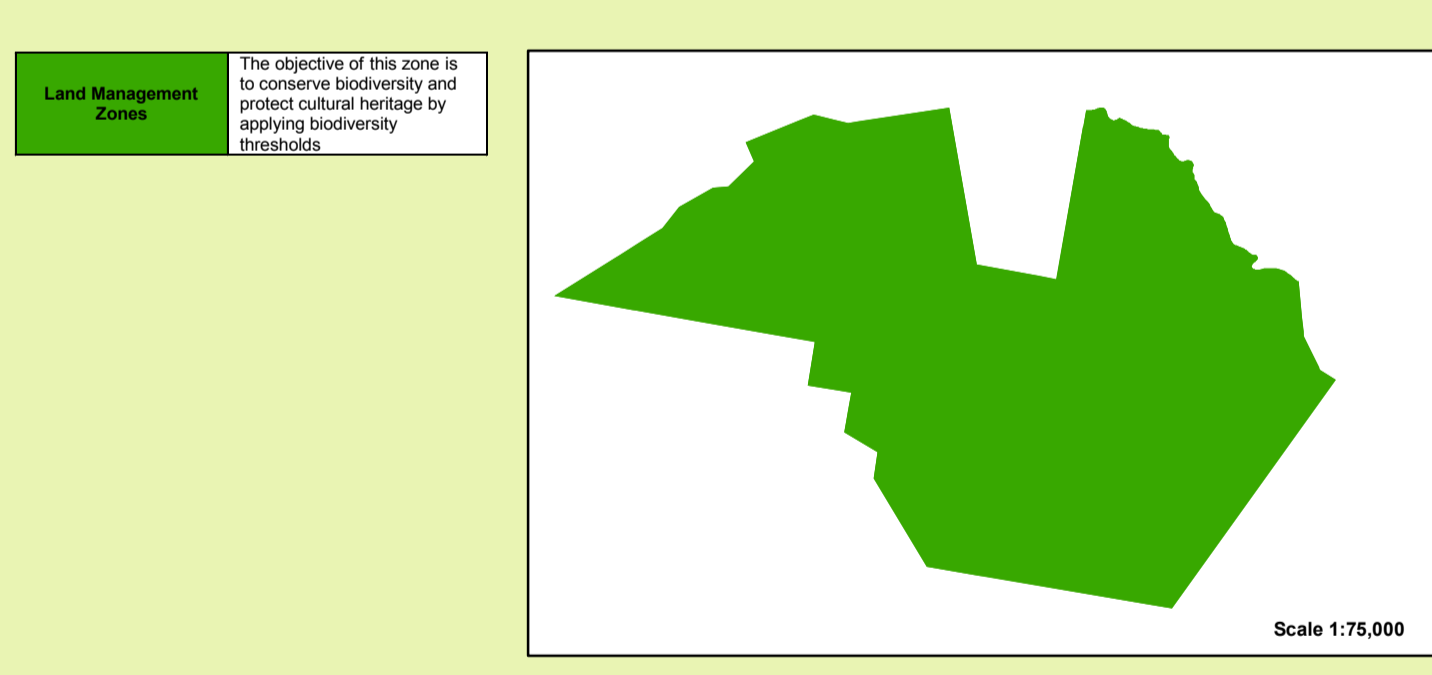 Land Management
Zones
The objective of this zone is
to conserve biodiversity and
protect cultural heritage by
applying biodiversity
thresholds
Scale 1:75,000